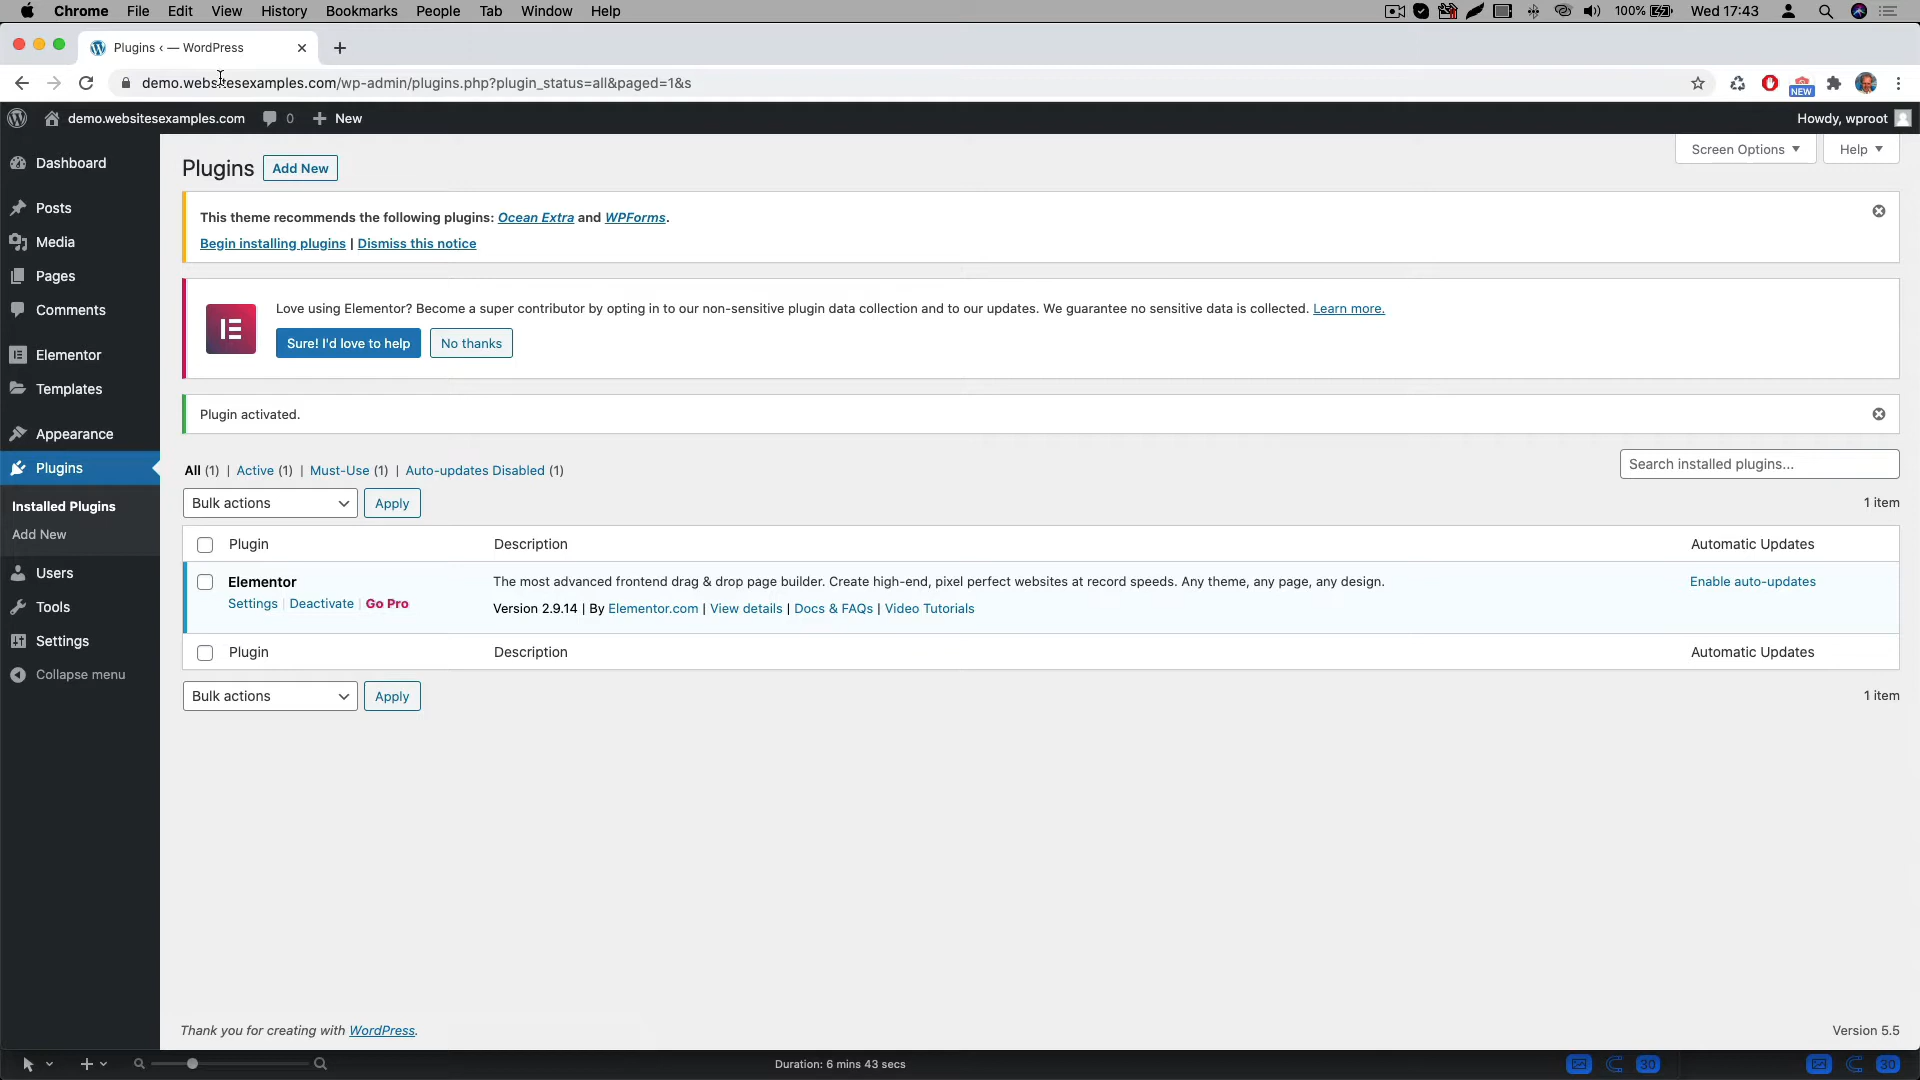 Chrome File Edit View History Bookmarks People Tab Window Help 100% Wed 17:43
Plugins ‹ — WordPress
demo.websitesexamples.com/wp-admin/plugins.php?plugin_status=all&paged=1&s
NEW
demo.websitesexamples.com 0 New Howdy, wproot
Dashboard
Posts
Media
Pages
Comments
Elementor
Templates
Appearance
Plugins
Installed Plugins
Add New
Users
Tools
Settings
Collapse menu
Screen Options Help
Plugins Add New
This theme recommends the following plugins: Ocean Extra and WPForms.
Begin installing plugins | Dismiss this notice
Love using Elementor? Become a super contributor by opting in to our non-sensitive plugin data collection and to our updates. We guarantee no sensitive data is collected. Learn more.
Sure! I'd love to help No thanks
Plugin activated.
All (1) | Active (1) | Must-Use (1) | Auto-updates Disabled (1)
Search installed plugins...
Bulk actions Apply 1 item
Plugin Description Automatic Updates
Elementor The most advanced frontend drag & drop page builder. Create high-end, pixel perfect websites at record speeds. Any theme, any page, any design. Enable auto-updates
Settings | Deactivate | Go Pro Version 2.9.14 | By Elementor.com | View details | Docs & FAQs | Video Tutorials
Plugin Description Automatic Updates
Bulk actions Apply 1 item
Thank you for creating with WordPress. Version 5.5
Duration: 6 mins 43 secs 30 30